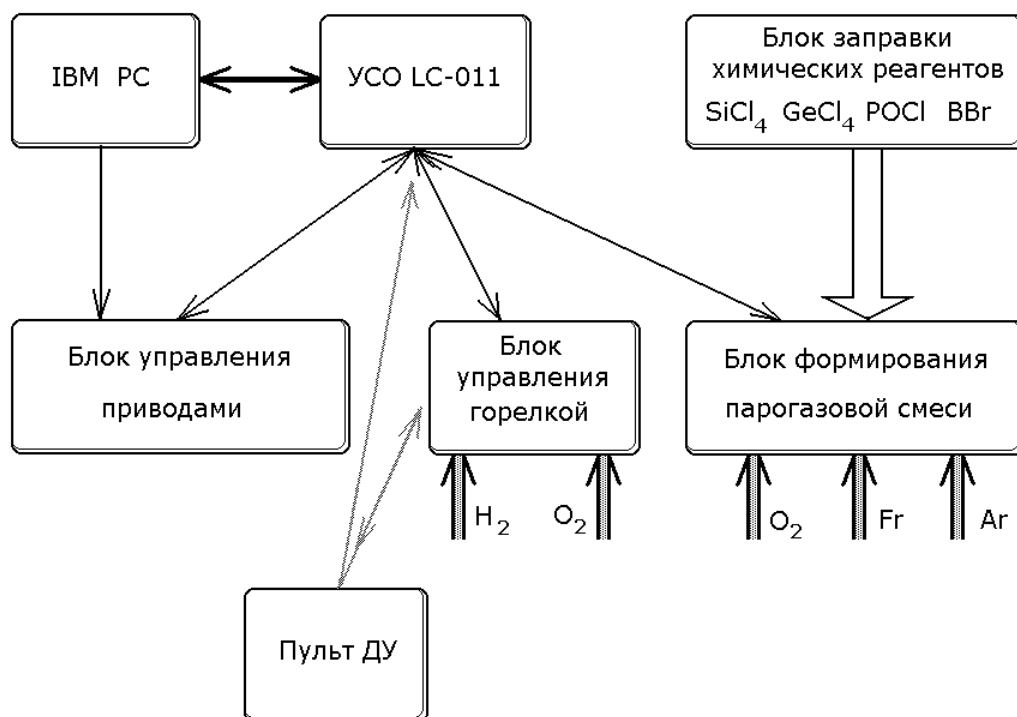 IBM PC
УСО LC-011
Блок заправки
химических реагентов
SiCl4 GeCl4 POCl BBr
Блок управления
приводами
Блок
управления
горелкой
Блок формирования
парогазовой смеси
H2
O2
O2
Fr
Ar
Пульт ДУ